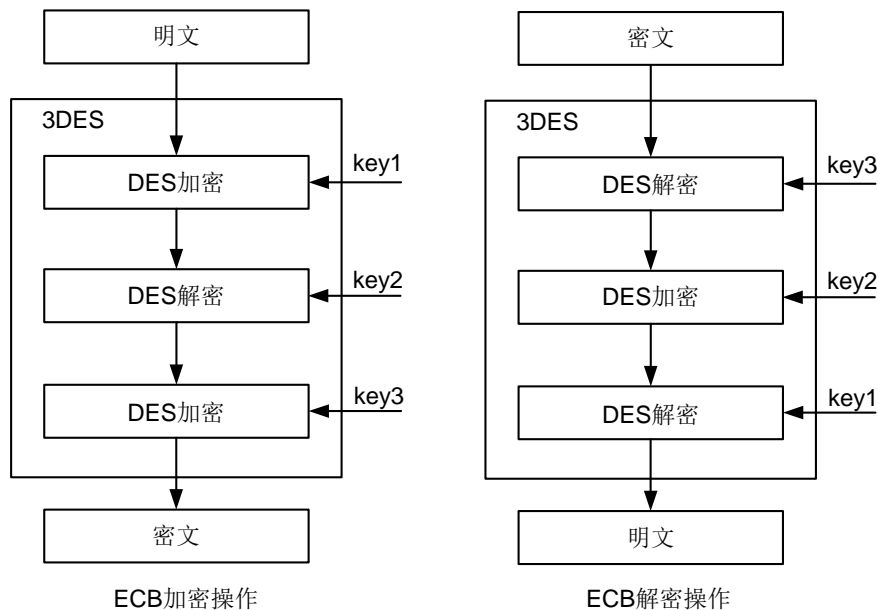 明文
3DES
DES加密
key1
DES解密
key2
DES加密
key3
密文
ECB加密操作
密文
3DES
DES解密
key3
DES加密
key2
DES解密
key1
明文
ECB解密操作